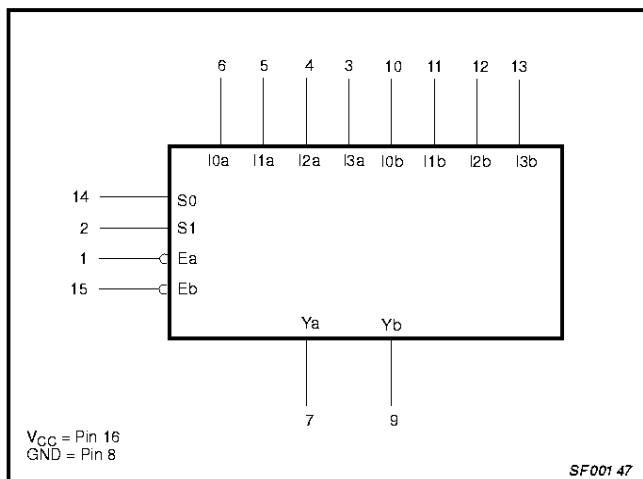 6 5 4 3 10 11 12 13
I0a I1a I2a I3a I0b I1b I2b I3b
14 S0
2 S1
1 Ea
15 Eb
Ya Yb
7 9
VCC = Pin 16
GND = Pin 8
SF00147